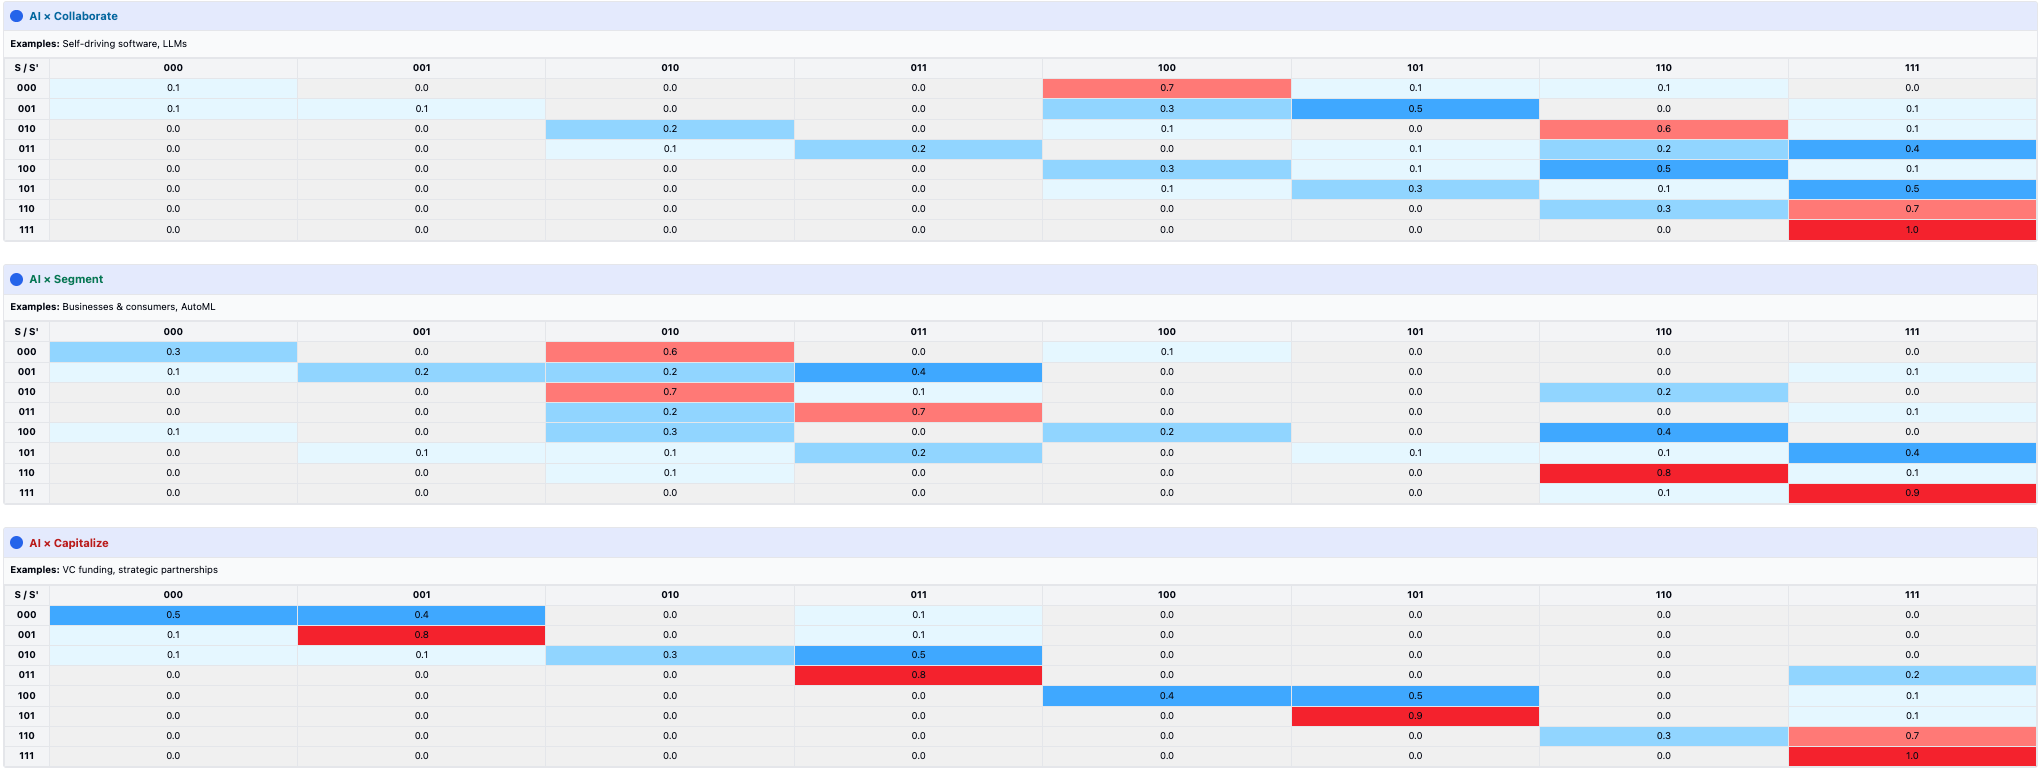 AI × Collaborate
Examples: Self-driving software, LLMs
S / S' 000 001 010 011 100 101 110 111
000 0.1 0.0 0.0 0.0 0.7 0.1 0.1 0.0
001 0.1 0.1 0.0 0.0 0.3 0.5 0.0 0.1
010 0.0 0.0 0.2 0.0 0.1 0.0 0.6 0.1
011 0.0 0.0 0.1 0.2 0.0 0.1 0.2 0.4
100 0.0 0.0 0.0 0.0 0.3 0.1 0.5 0.1
101 0.0 0.0 0.0 0.0 0.1 0.3 0.1 0.5
110 0.0 0.0 0.0 0.0 0.0 0.0 0.3 0.7
111 0.0 0.0 0.0 0.0 0.0 0.0 0.0 1.0
AI × Segment
Examples: Businesses & consumers, AutoML
S / S' 000 001 010 011 100 101 110 111
000 0.3 0.0 0.6 0.0 0.1 0.0 0.0 0.0
001 0.1 0.2 0.2 0.4 0.0 0.0 0.0 0.1
010 0.0 0.0 0.7 0.1 0.0 0.0 0.2 0.0
011 0.0 0.0 0.2 0.7 0.0 0.0 0.0 0.1
100 0.1 0.0 0.3 0.0 0.2 0.0 0.4 0.0
101 0.0 0.1 0.1 0.2 0.0 0.1 0.1 0.4
110 0.0 0.0 0.1 0.0 0.0 0.0 0.8 0.1
111 0.0 0.0 0.0 0.0 0.0 0.0 0.1 0.9
AI × Capitalize
Examples: VC funding, strategic partnerships
S / S' 000 001 010 011 100 101 110 111
000 0.5 0.4 0.0 0.1 0.0 0.0 0.0 0.0
001 0.1 0.8 0.0 0.1 0.0 0.0 0.0 0.0
010 0.1 0.1 0.3 0.5 0.0 0.0 0.0 0.0
011 0.0 0.0 0.0 0.8 0.0 0.0 0.0 0.2
100 0.0 0.0 0.0 0.0 0.4 0.5 0.0 0.1
101 0.0 0.0 0.0 0.0 0.0 0.9 0.0 0.1
110 0.0 0.0 0.0 0.0 0.0 0.0 0.3 0.7
111 0.0 0.0 0.0 0.0 0.0 0.0 0.0 1.0